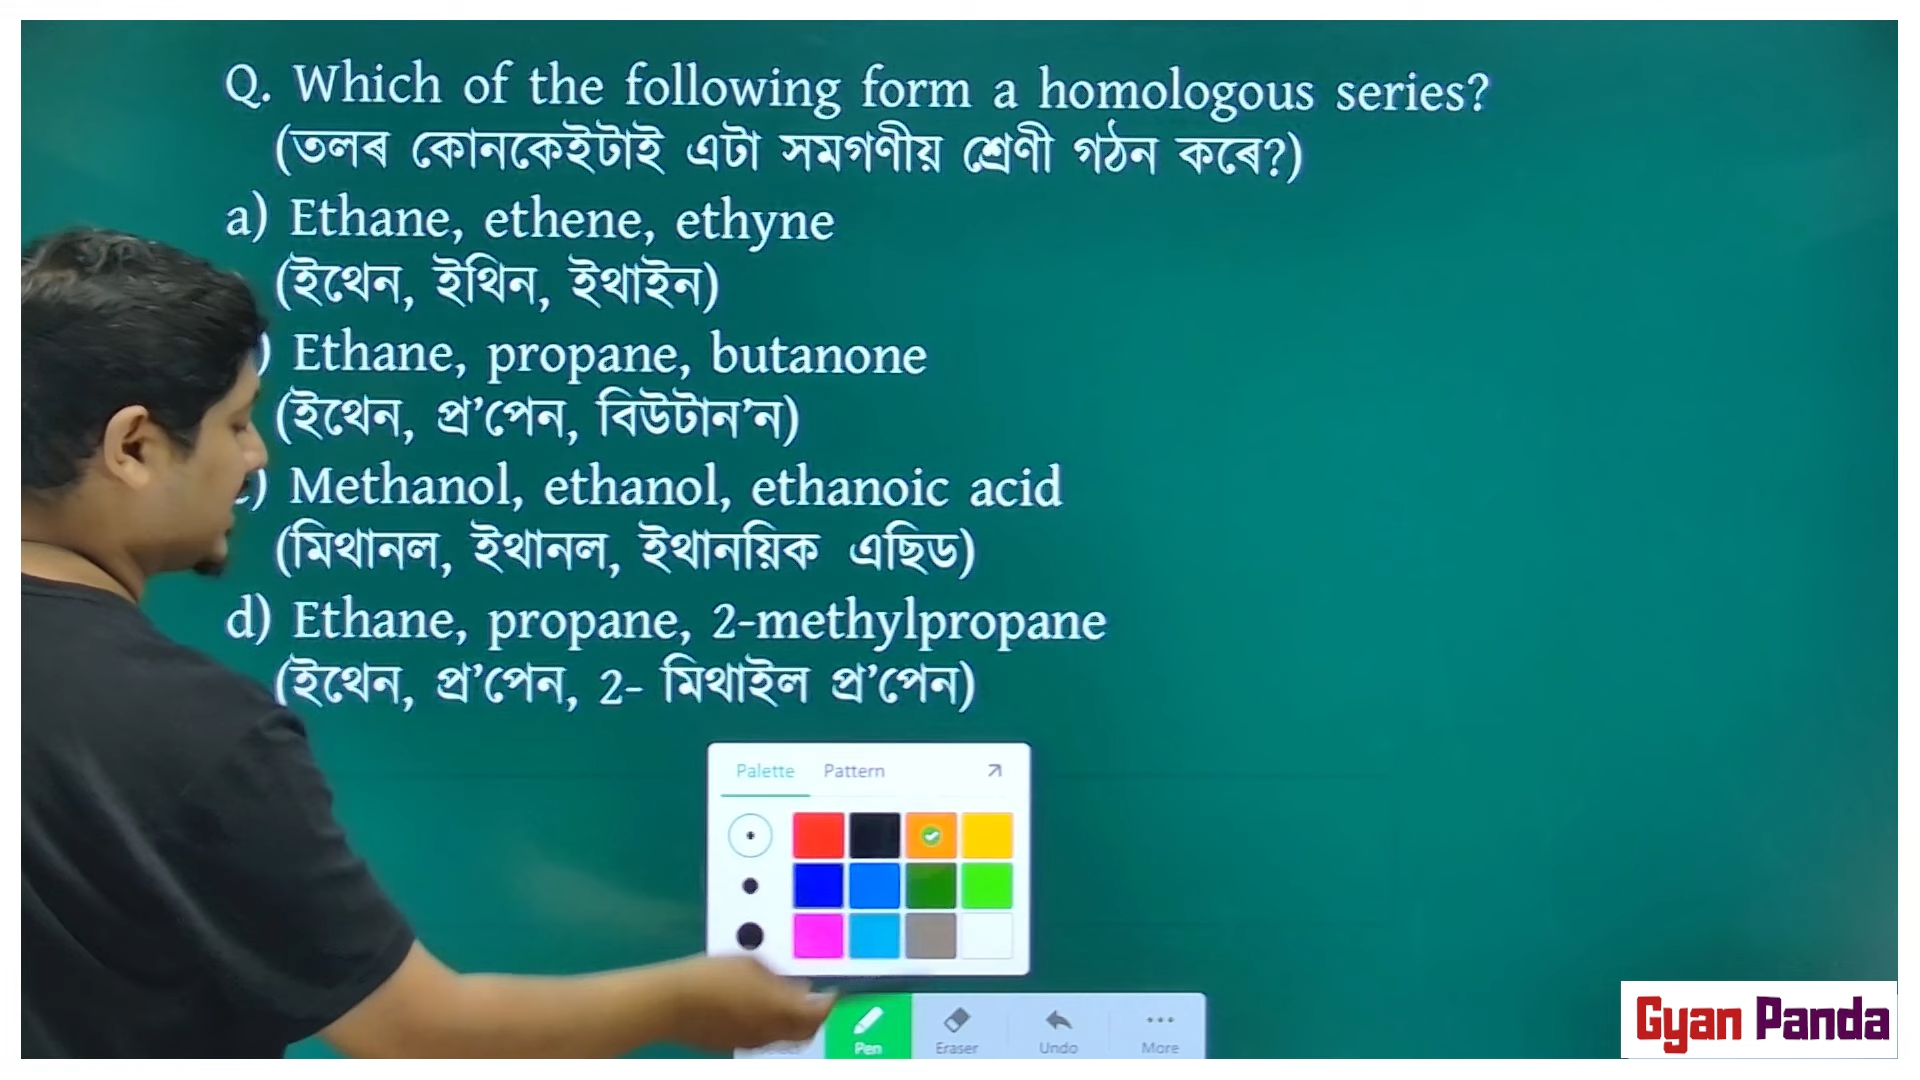 Q. Which of the following form a homologous series?
(তলৰ কোনকেইটাই এটা সমগণীয় শ্ৰেণী গঠন কৰে?)
a) Ethane, ethene, ethyne
(ইথেন, ইথিন, ইথাইন)
) Ethane, propane, butanone
(ইথেন, প্ৰ’পেন, বিউটান’ন)
c) Methanol, ethanol, ethanoic acid
(মিথানল, ইথানল, ইথানয়িক এছিড)
d) Ethane, propane, 2-methylpropane
(ইথেন, প্ৰ’পেন, 2- মিথাইল প্ৰ’পেন)
Palette Pattern
Pen Eraser Undo More
Gyan Panda